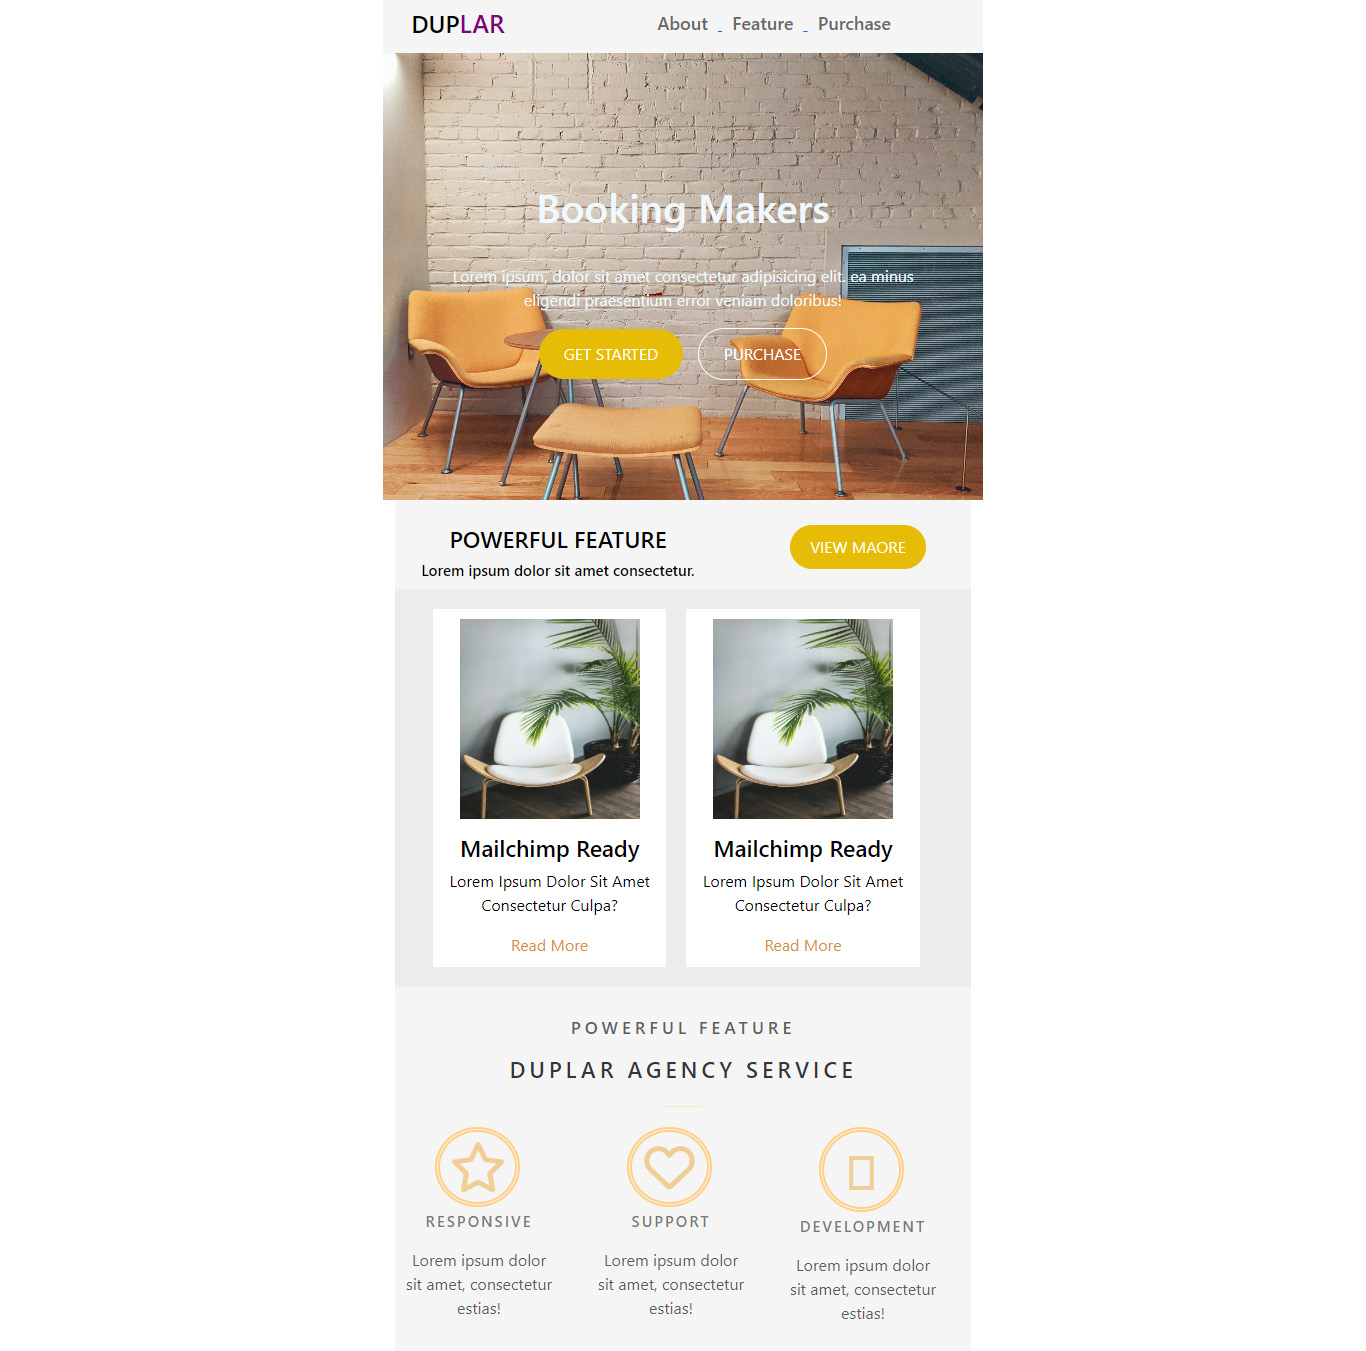 DUPLAR
About - Feature - Purchase
Booking Makers
Lorem ipsum, dolor sit amet consectetur adipisicing elit. ea minus
eligendi praesentium error veniam doloribus!
GET STARTED
PURCHASE
POWERFUL FEATURE
Lorem ipsum dolor sit amet consectetur.
VIEW MAORE
Mailchimp Ready
Lorem Ipsum Dolor Sit Amet
Consectetur Culpa?
Read More
Mailchimp Ready
Lorem Ipsum Dolor Sit Amet
Consectetur Culpa?
Read More
POWERFUL FEATURE
DUPLAR AGENCY SERVICE
RESPONSIVE
Lorem ipsum dolor
sit amet, consectetur
estias!
SUPPORT
Lorem ipsum dolor
sit amet, consectetur
estias!
DEVELOPMENT
Lorem ipsum dolor
sit amet, consectetur
estias!